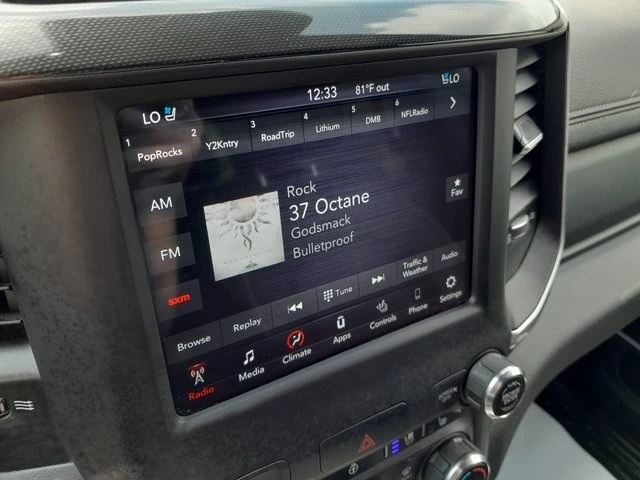 12:33 81°F out
LO LO
1 PopRocks 2 Y2Kntry 3 RoadTrip 4 Lithium 5 DMB 6 NFLRadio
AM
FM
sxm
Rock
37 Octane
Godsmack
Bulletproof
Fav
Browse Replay Tune Traffic & Weather Audio
Radio Media Climate Apps Controls Phone Settings
SCREEN